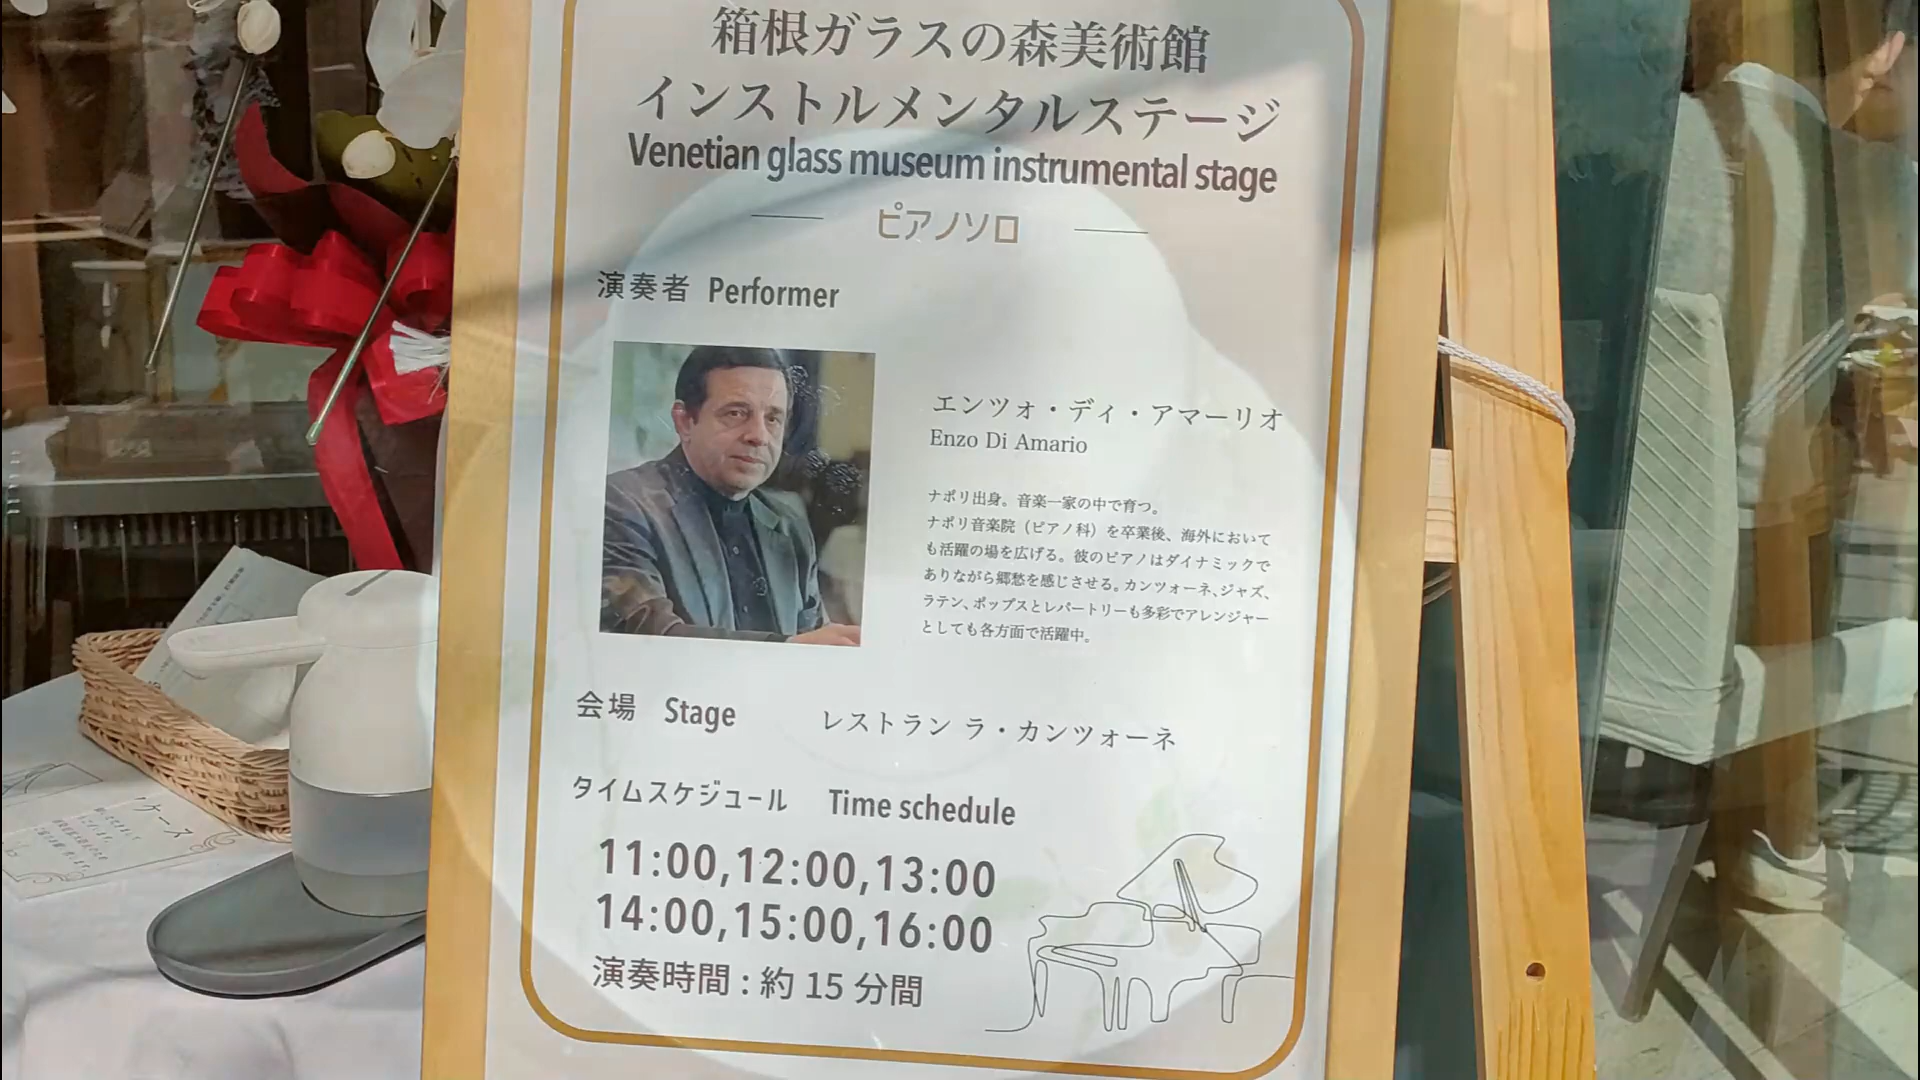 箱根ガラスの森美術館
インストルメンタルステージ
Venetian glass museum instrumental stage
ピアノソロ
演奏者 Performer
エンツォ・ディ・アマーリオ
Enzo Di Amario
ナポリ出身。音楽一家の中で育つ。
ナポリ音楽院（ピアノ科）を卒業後、海外において
も活躍の場を広げる。彼のピアノはダイナミックで
ありながら郷愁を感じさせる。カンツォーネ、ジャズ、
ラテン、ポップスとレパートリーも多彩でアレンジャー
としても各方面で活躍中。
会場 Stage レストラン ラ・カンツォーネ
タイムスケジュール Time schedule
11:00,12:00,13:00
14:00,15:00,16:00
演奏時間:約15分間